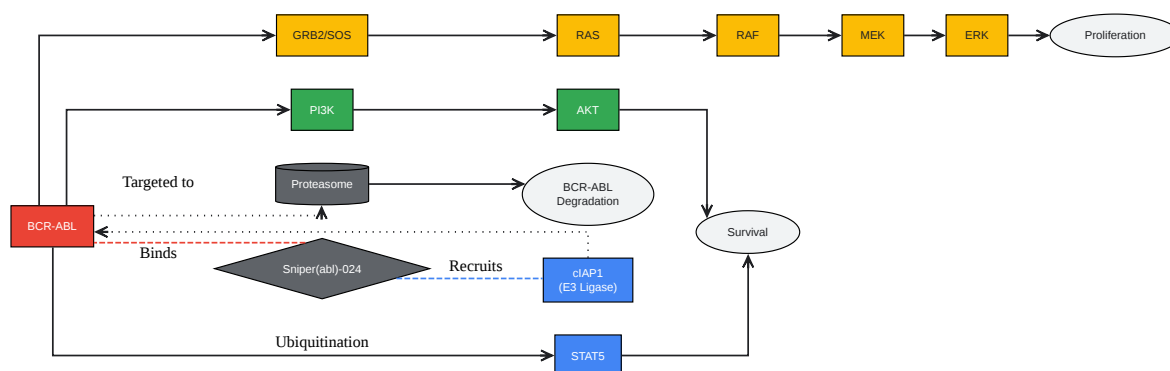 GRB2/SOS
RAS
RAF
MEK
ERK
Proliferation
PI3K
AKT
Targeted to
Proteasome
BCR-ABL
Degradation
BCR-ABL
Survival
Binds
Sniper(abl)-024
Recruits
cIAP1
(E3 Ligase)
Ubiquitination
STAT5